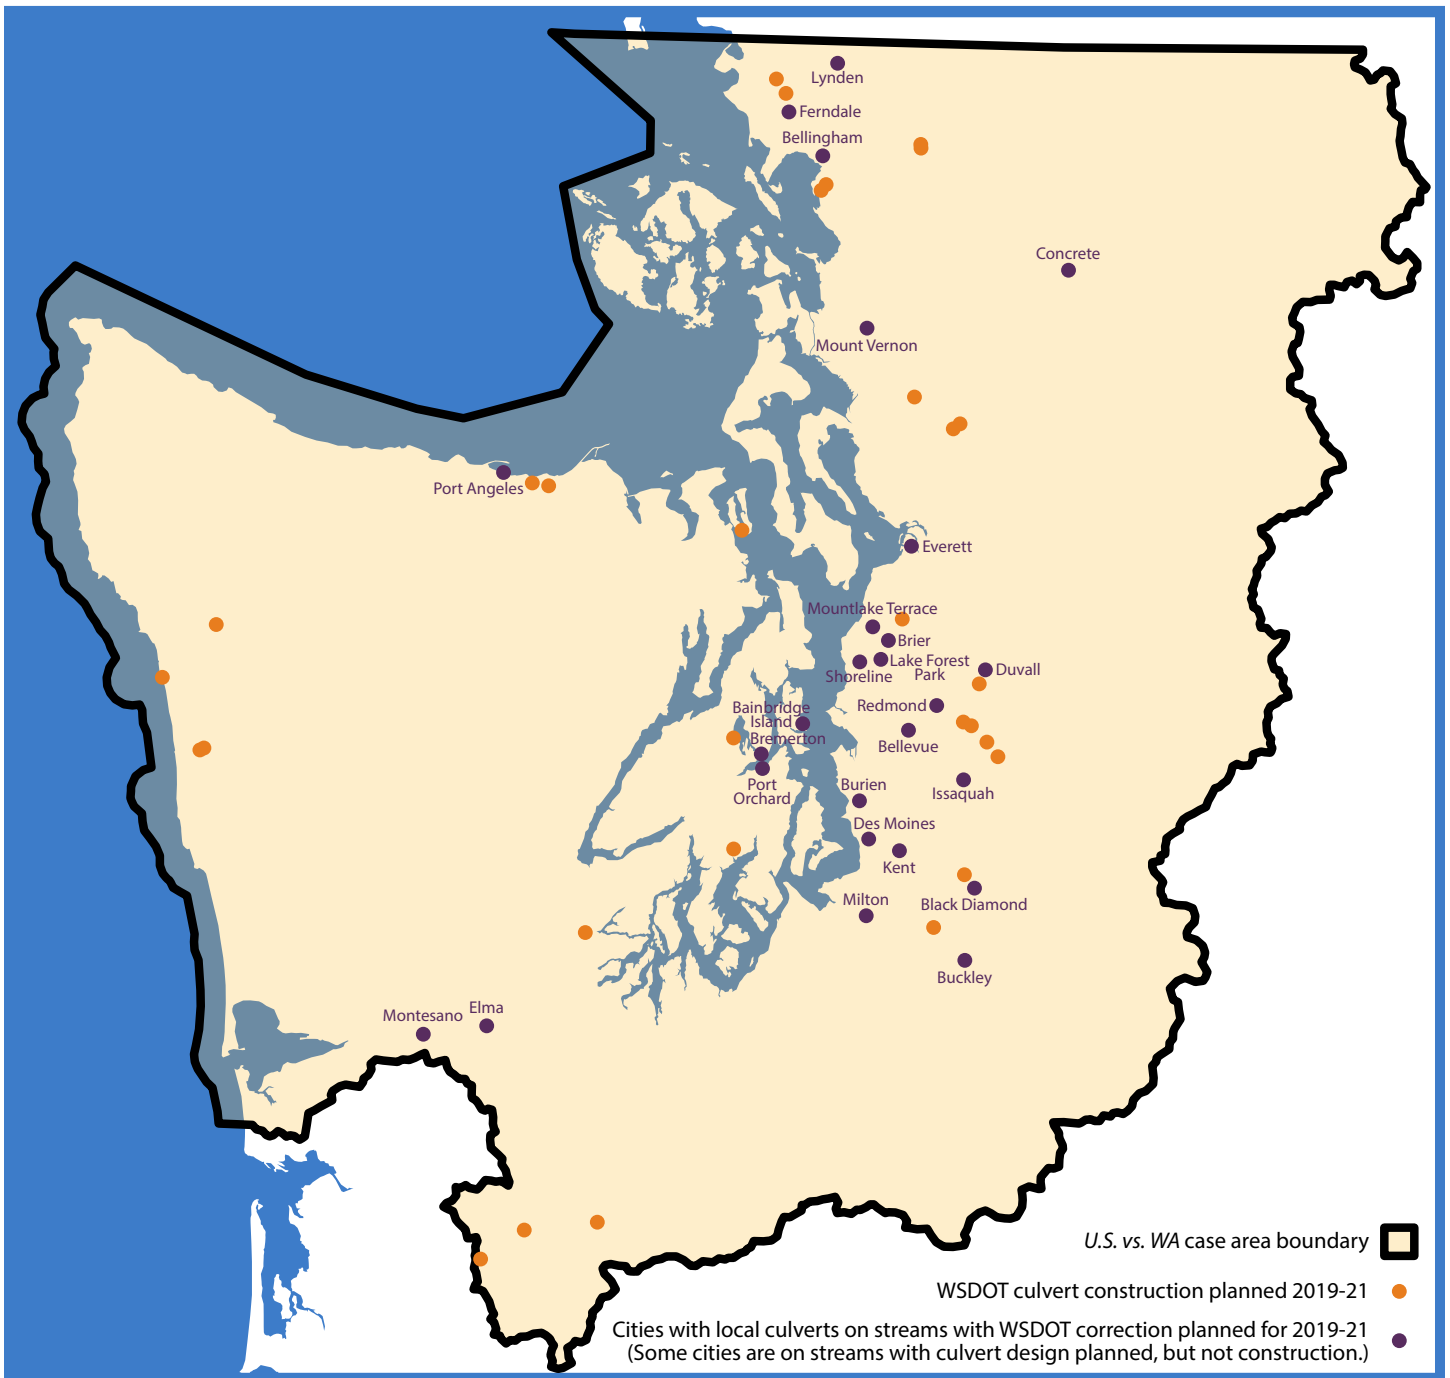 Lynden
Ferndale
Bellingham
Concrete
Mount Vernon
Port Angeles
Everett
Mountlake Terrace
Brier
Lake Forest
Park
Shoreline
Duvall
Redmond
Bainbridge
Island
Bremerton
Bellevue
Port
Orchard
Burien
Issaquah
Des Moines
Kent
Milton
Black Diamond
Buckley
Elma
Montesano
U.S. vs. WA case area boundary
WSDOT culvert construction planned 2019-21
Cities with local culverts on streams with WSDOT correction planned for 2019-21
(Some cities are on streams with culvert design planned, but not construction.)